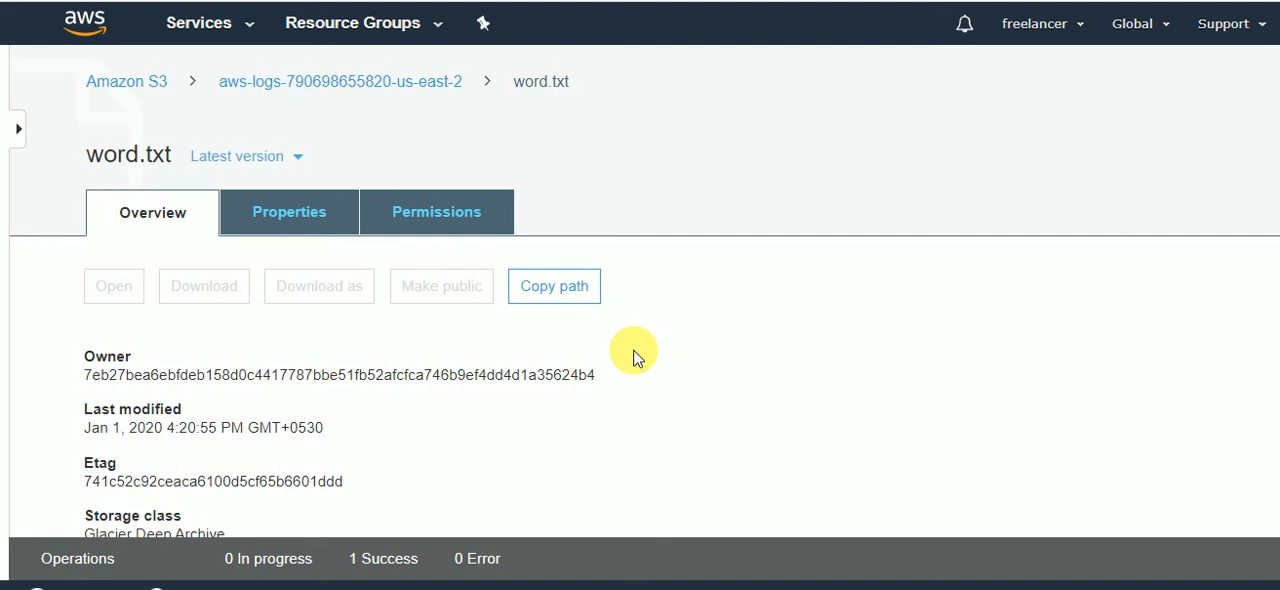 aws Services Resource Groups freelancer Global Support
Amazon S3 > aws-logs-790698655820-us-east-2 > word.txt
word.txt Latest version
Overview Properties Permissions
Open Download Download as Make public Copy path
Owner
7eb27bea6ebfdeb158d0c4417787bbe51fb52afcfca746b9ef4dd4d1a35624b4
Last modified
Jan 1, 2020 4:20:55 PM GMT+0530
Etag
741c52c92ceaca6100d5cf65b6601ddd
Storage class
Glacier Deep Archive
Operations 0 In progress 1 Success 0 Error